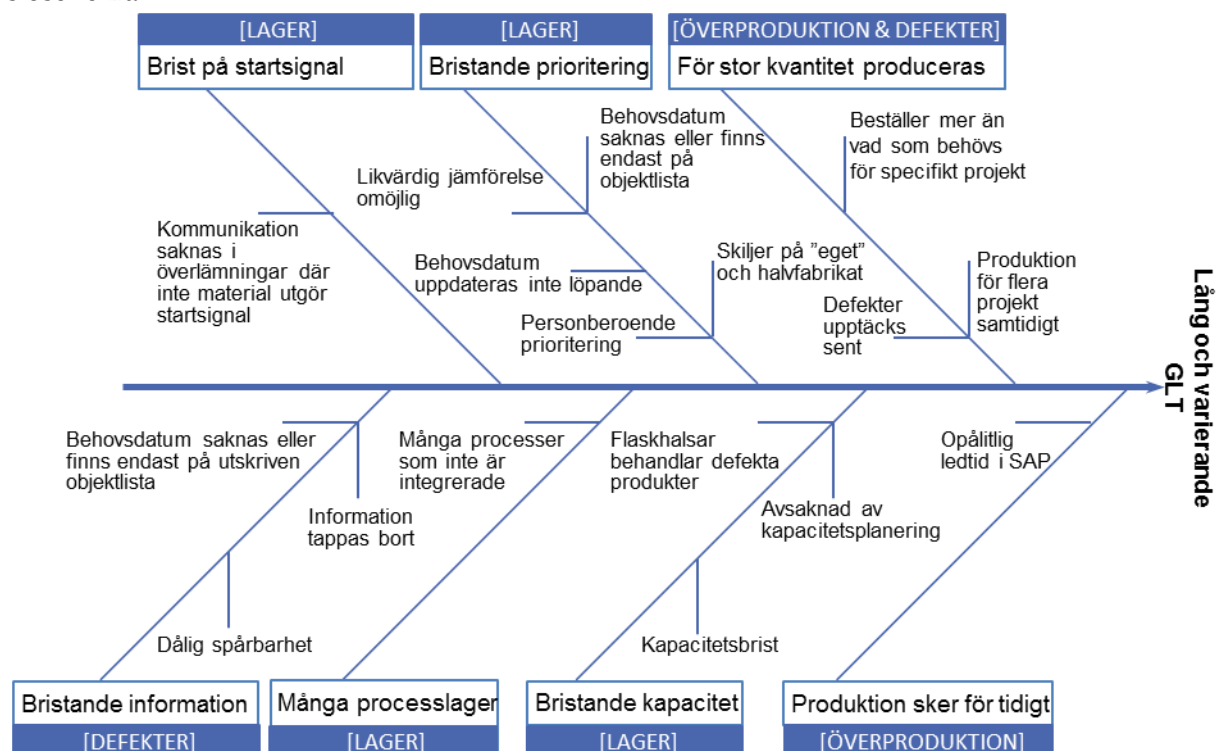 [LAGER]
Brist på startsignal
[LAGER]
Bristande prioritering
[ÖVERPRODUKTION & DEFEKTER]
För stor kvantitet produceras
Kommunikation
saknas i
överlämningar där
inte material utgör
startsignal
Likvärdig jämförelse
omöjlig
Behovsdatum
saknas eller finns
endast på
objektlista
Behovsdatum
uppdateras inte löpande
Personberoende
prioritering
Skiljer på ”eget”
och halvfabrikat
Beställer mer än
vad som behövs
för specifikt projekt
Defekter
upptäcks
sent
Produktion
för flera
projekt
samtidigt
Lång och varierande
GLT
Behovsdatum saknas eller
finns endast på utskriven
objektlista
Information
tappas bort
Dålig spårbarhet
Många processer
som inte är
integrerade
Flaskhalsar
behandlar defekta
produkter
Avsaknad av
kapacitetsplanering
Kapacitetsbrist
Opålitlig
ledtid i SAP
Bristande information
[DEFEKTER]
Många processlager
[LAGER]
Bristande kapacitet
[LAGER]
Produktion sker för tidigt
[ÖVERPRODUKTION]